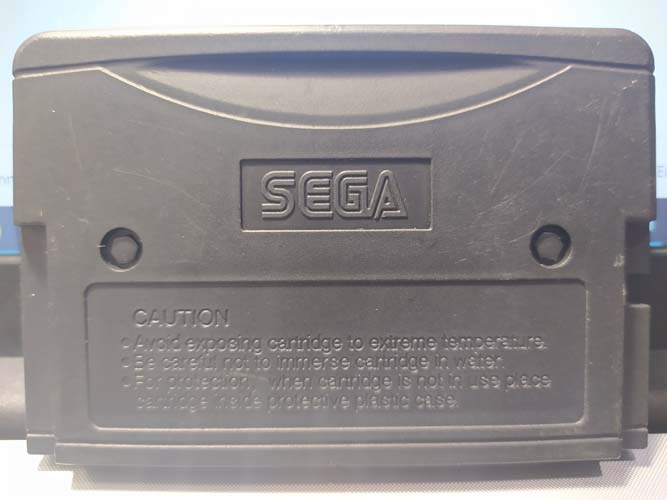 SEGA
CAUTION
• Avoid exposing cartridge to extreme temperature.
• Be careful not to immerse cartridge in water.
• For protection, when cartridge is not in use place
cartridge inside protective plastic case.